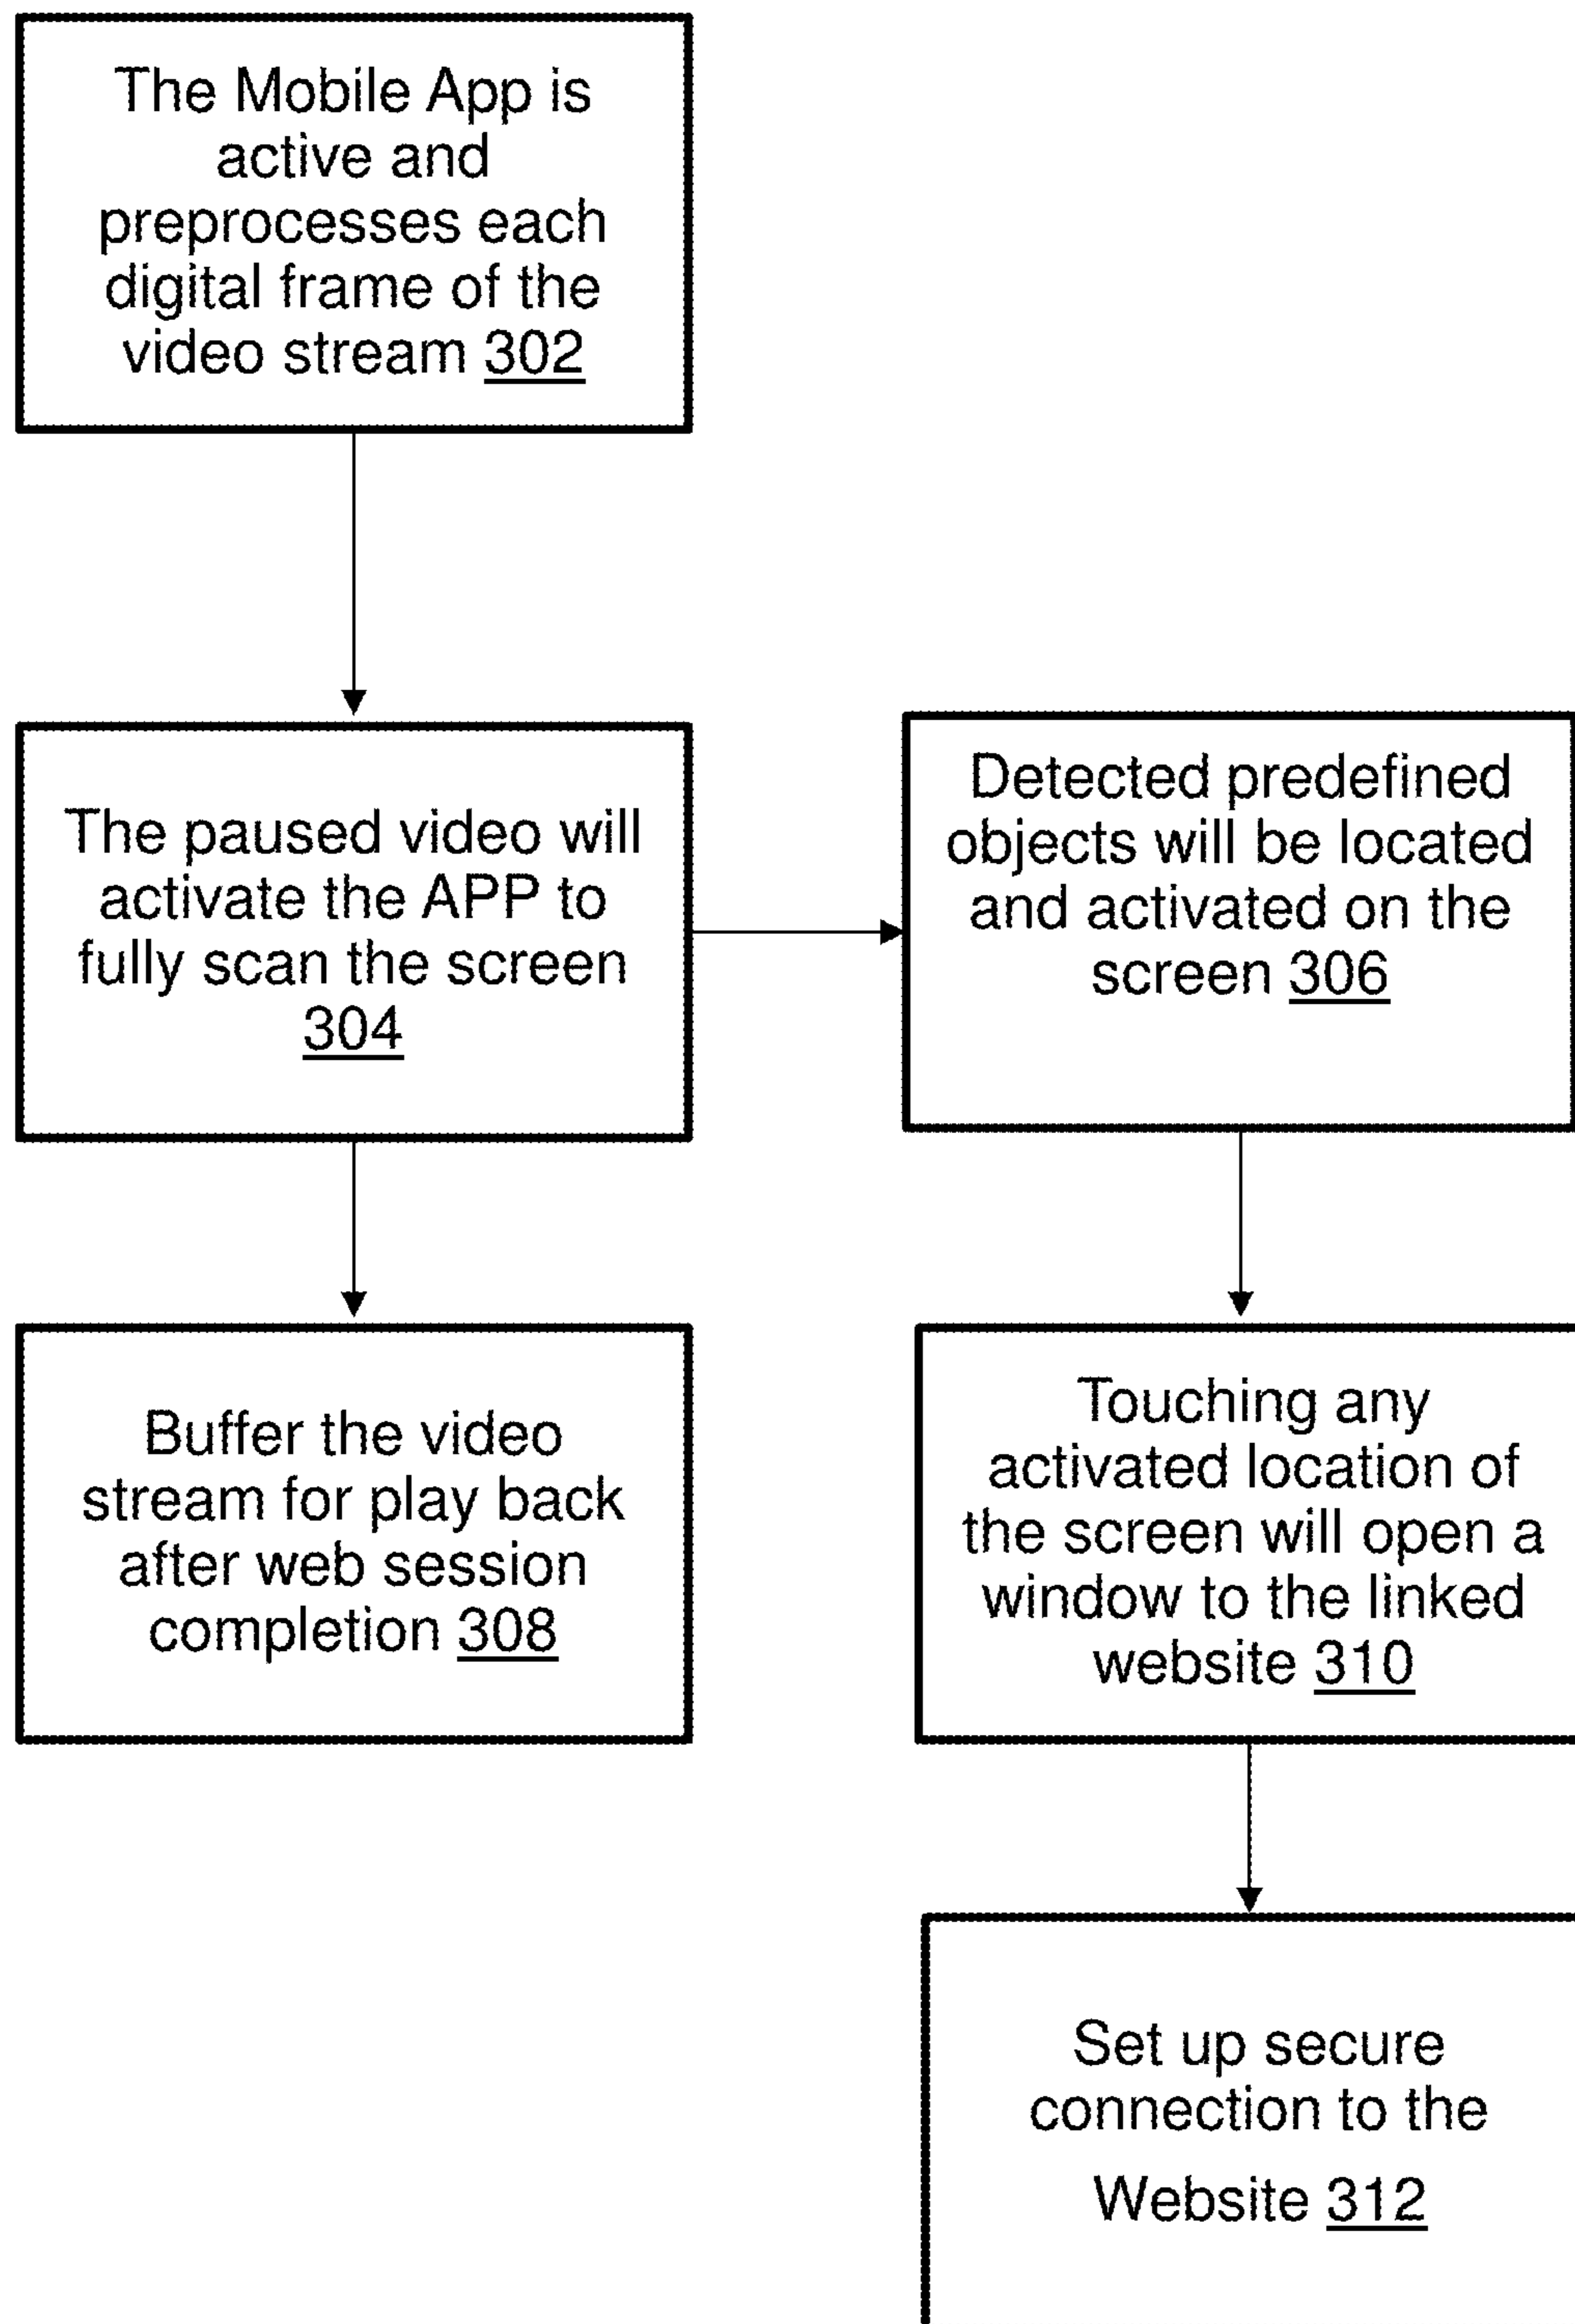 The Mobile App is
active and
preprocesses each
digital frame of the
video stream 302
The paused video will
activate the APP to
fully scan the screen
304
Detected predefined
objects will be located
and activated on the
screen 306
Buffer the video
stream for play back
after web session
completion 308
Touching any
activated location of
the screen will open a
window to the linked
website 310
Set up secure
connection to the
Website 312